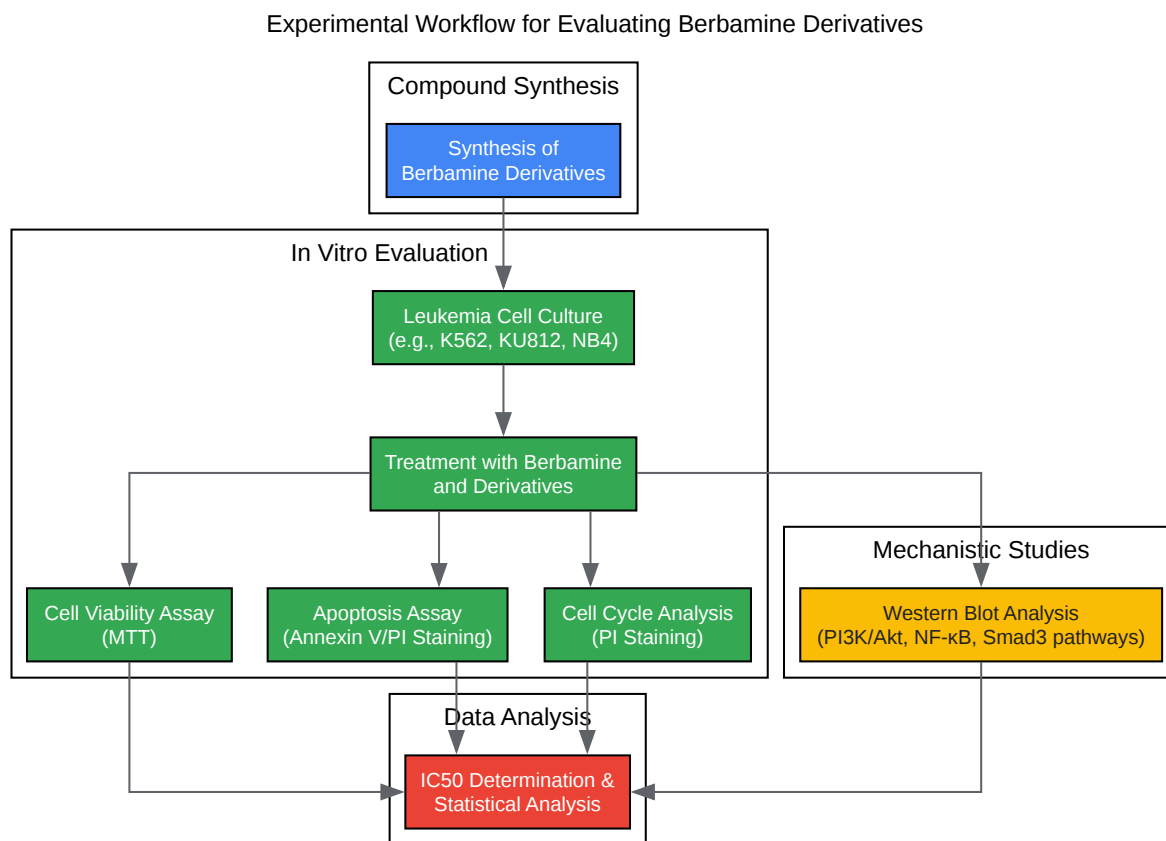 Experimental Workflow for Evaluating Berbamine Derivatives
Compound Synthesis
Synthesis of
Berbamine Derivatives
In Vitro Evaluation
Leukemia Cell Culture
(e.g., K562, KU812, NB4)
Treatment with Berbamine
and Derivatives
Cell Viability Assay
(MTT)
Apoptosis Assay
(Annexin V/PI Staining)
Cell Cycle Analysis
(PI Staining)
Mechanistic Studies
Western Blot Analysis
(PI3K/Akt, NF-κB, Smad3 pathways)
Data Analysis
IC50 Determination &
Statistical Analysis